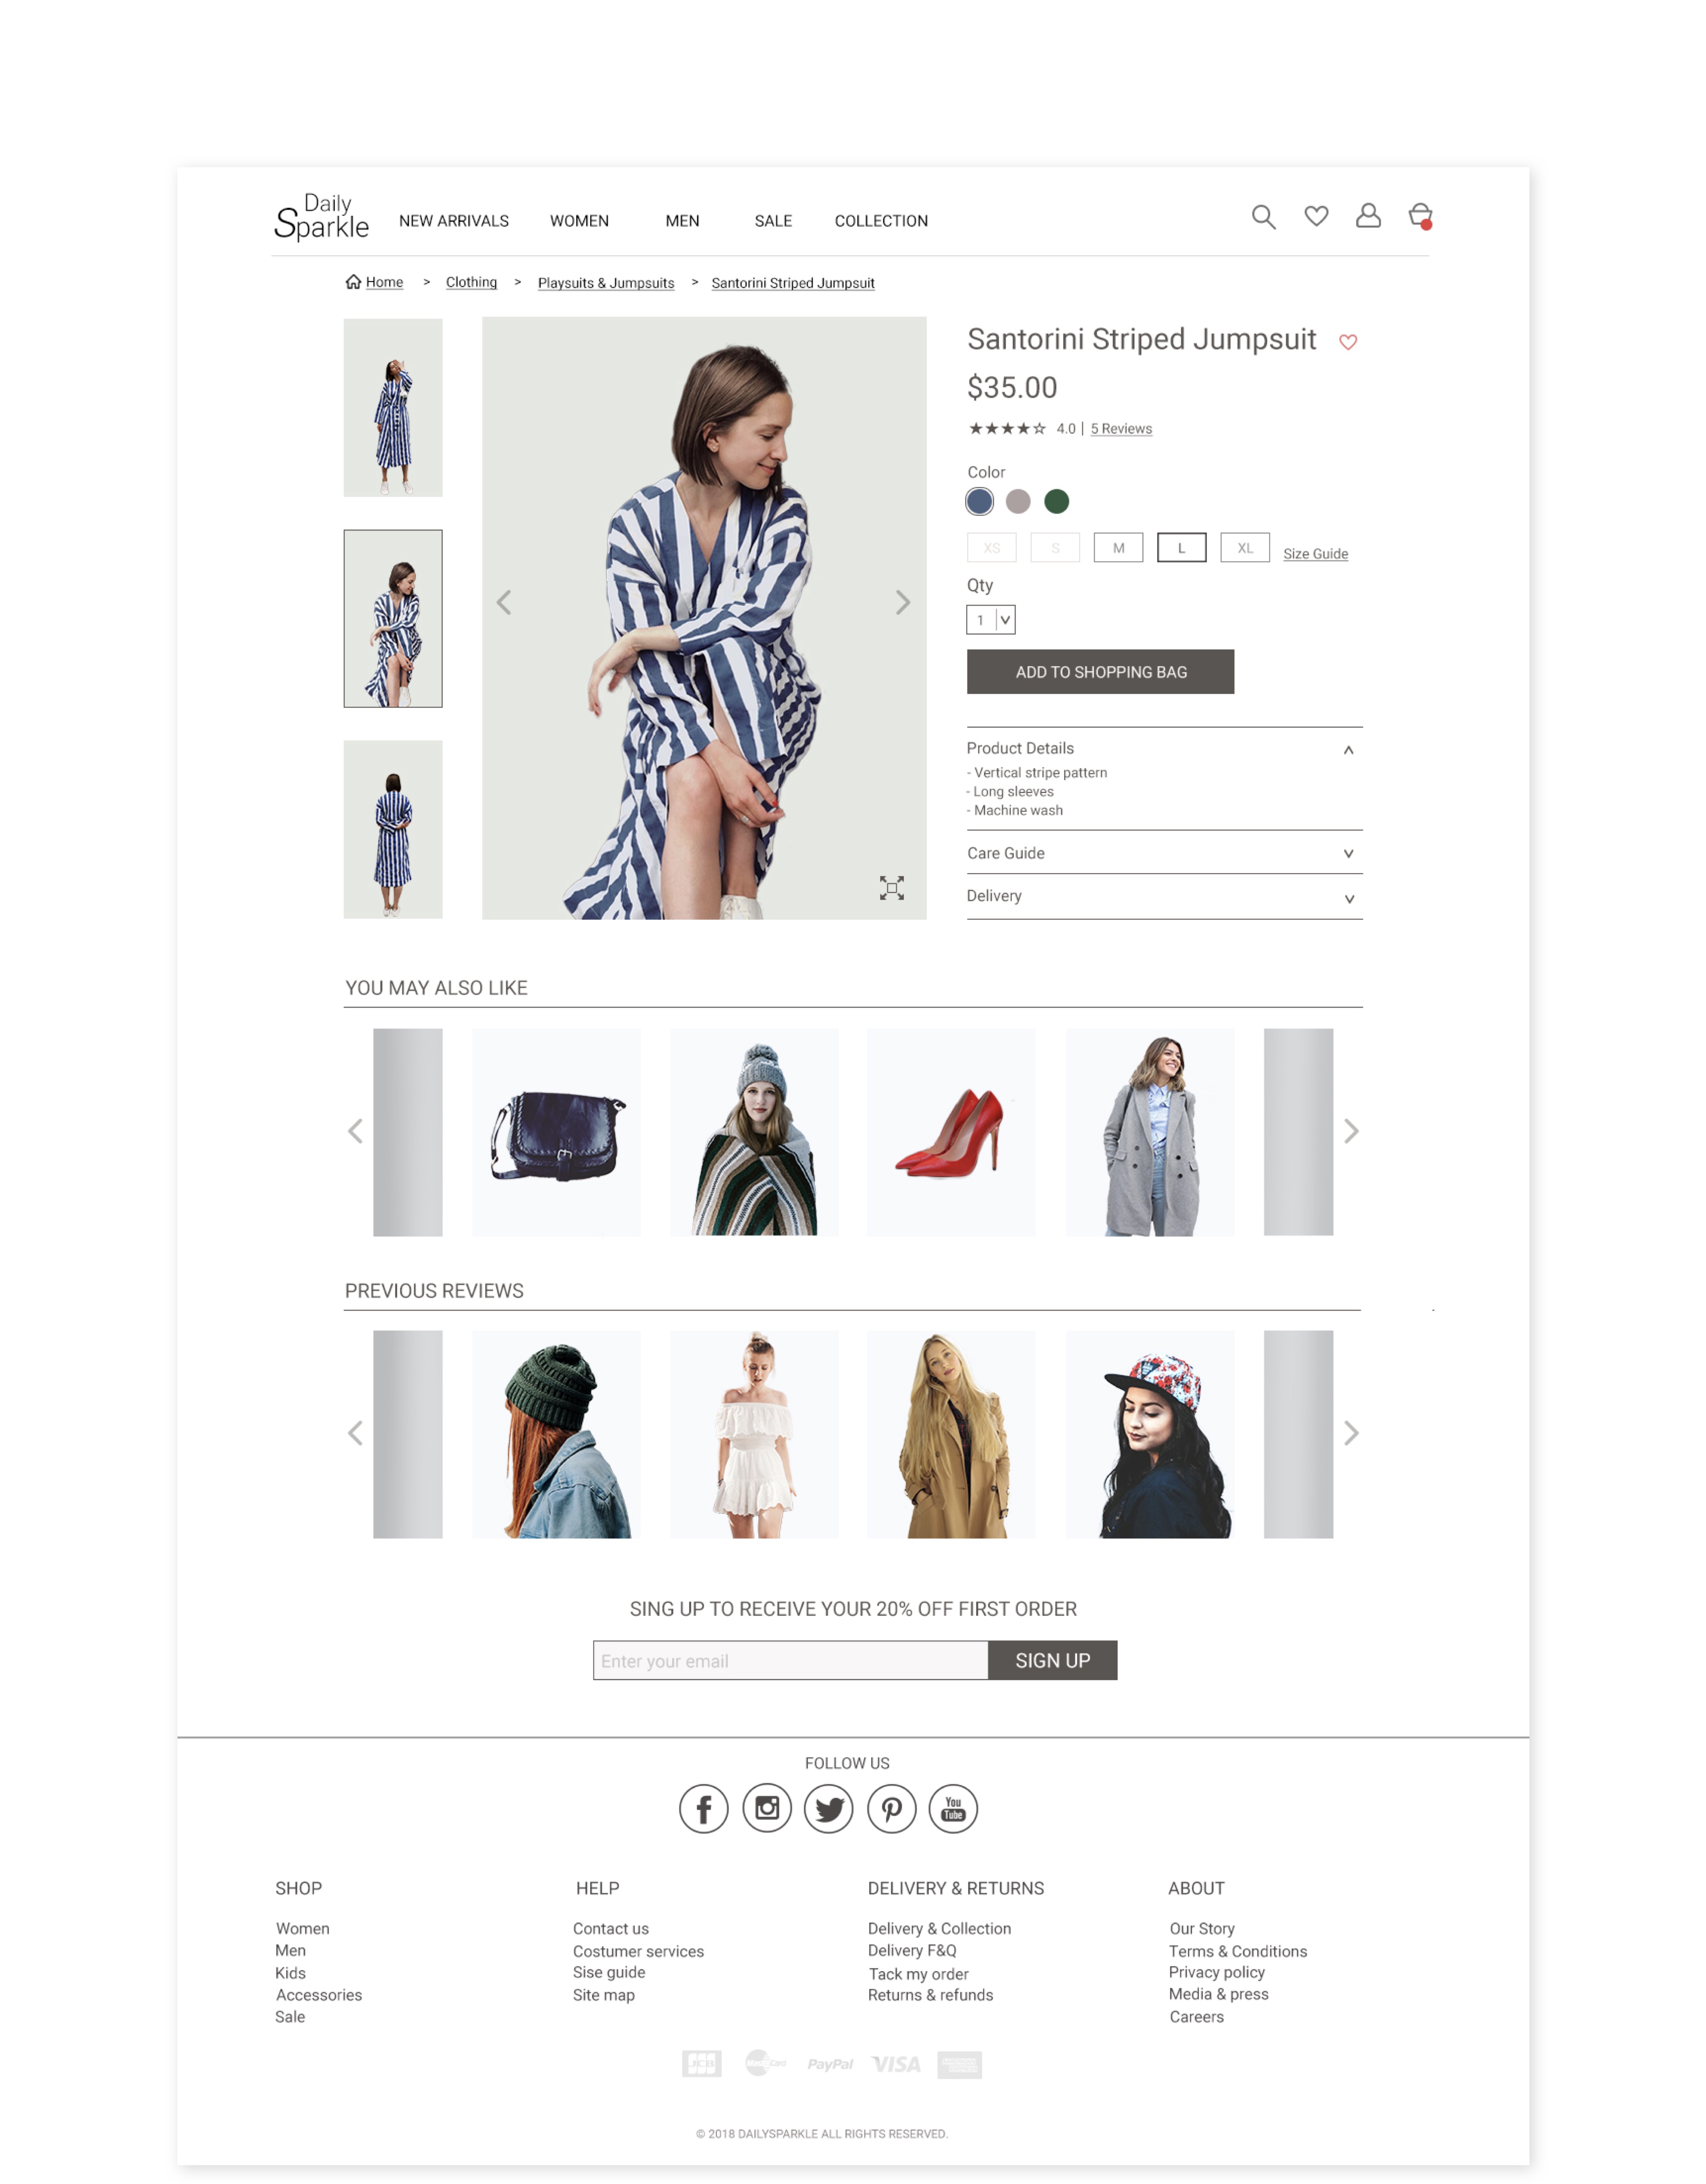 Daily
Sparkle
NEW ARRIVALS WOMEN MEN SALE COLLECTION
Home > Clothing > Playsuits & Jumpsuits > Santorini Striped Jumpsuit
Santorini Striped Jumpsuit
$35.00
4.0 | 5 Reviews
Color
XS S M L XL Size Guide
Qty
1
ADD TO SHOPPING BAG
Product Details
- Vertical stripe pattern
- Long sleeves
- Machine wash
Care Guide
Delivery
YOU MAY ALSO LIKE
PREVIOUS REVIEWS
SING UP TO RECEIVE YOUR 20% OFF FIRST ORDER
Enter your email SIGN UP
FOLLOW US
You
Tube
SHOP
Women
Men
Kids
Accessories
Sale
HELP
Contact us
Costumer services
Sise guide
Site map
DELIVERY & RETURNS
Delivery & Collection
Delivery F&Q
Tack my order
Returns & refunds
ABOUT
Our Story
Terms & Conditions
Privacy policy
Media & press
Careers
JCB MasterCard PayPal VISA
© 2018 DAILYSPARKLE ALL RIGHTS RESERVED.